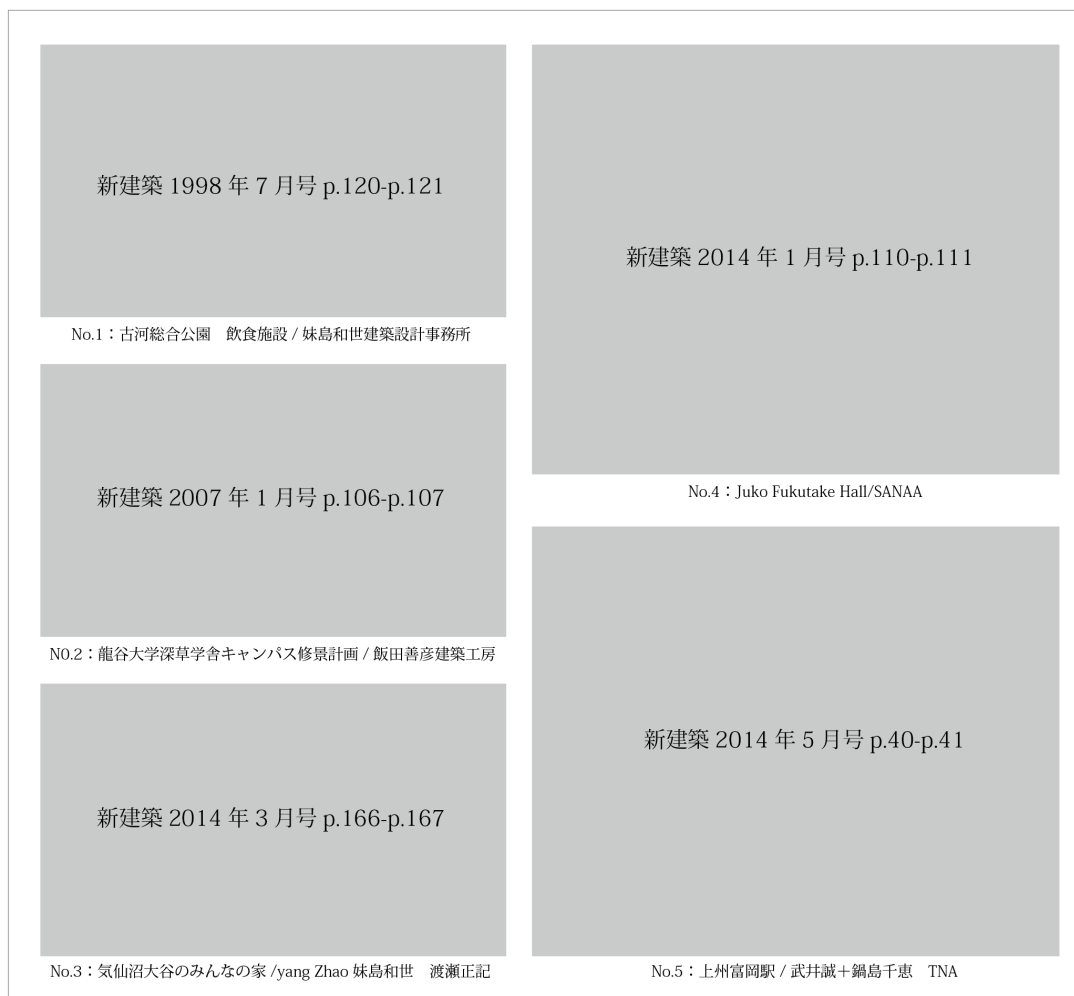 新建築 1998 年 7 月号 p.120-p.121
No.1：古河総合公園　飲食施設 / 妹島和世建築設計事務所
新建築 2007 年 1 月号 p.106-p.107
N0.2：龍谷大学深草学舎キャンパス修景計画 / 飯田善彦建築工房
新建築 2014 年 3 月号 p.166-p.167
No.3：気仙沼大谷のみんなの家 /yang Zhao 妹島和世　渡瀬正記
新建築 2014 年 1 月号 p.110-p.111
No.4：Juko Fukutake Hall/SANAA
新建築 2014 年 5 月号 p.40-p.41
No.5：上州富岡駅 / 武井誠＋鍋島千恵　TNA